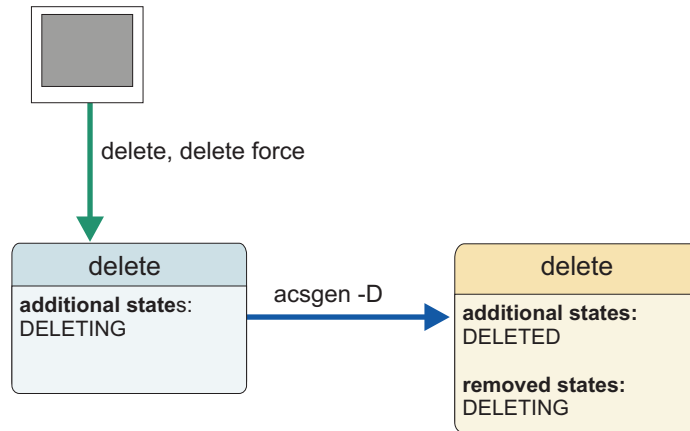 delete, delete force
delete
additional states:
DELETING
acsgen -D
delete
additional states:
DELETED
removed states:
DELETING